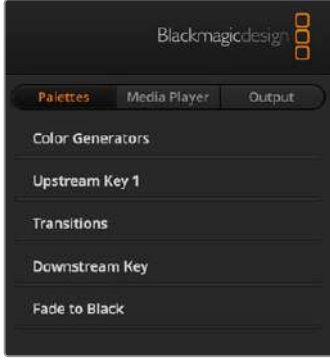 Blackmagicdesign
Palettes Media Player Output
Color Generators
Upstream Key 1
Transitions
Downstream Key
Fade to Black